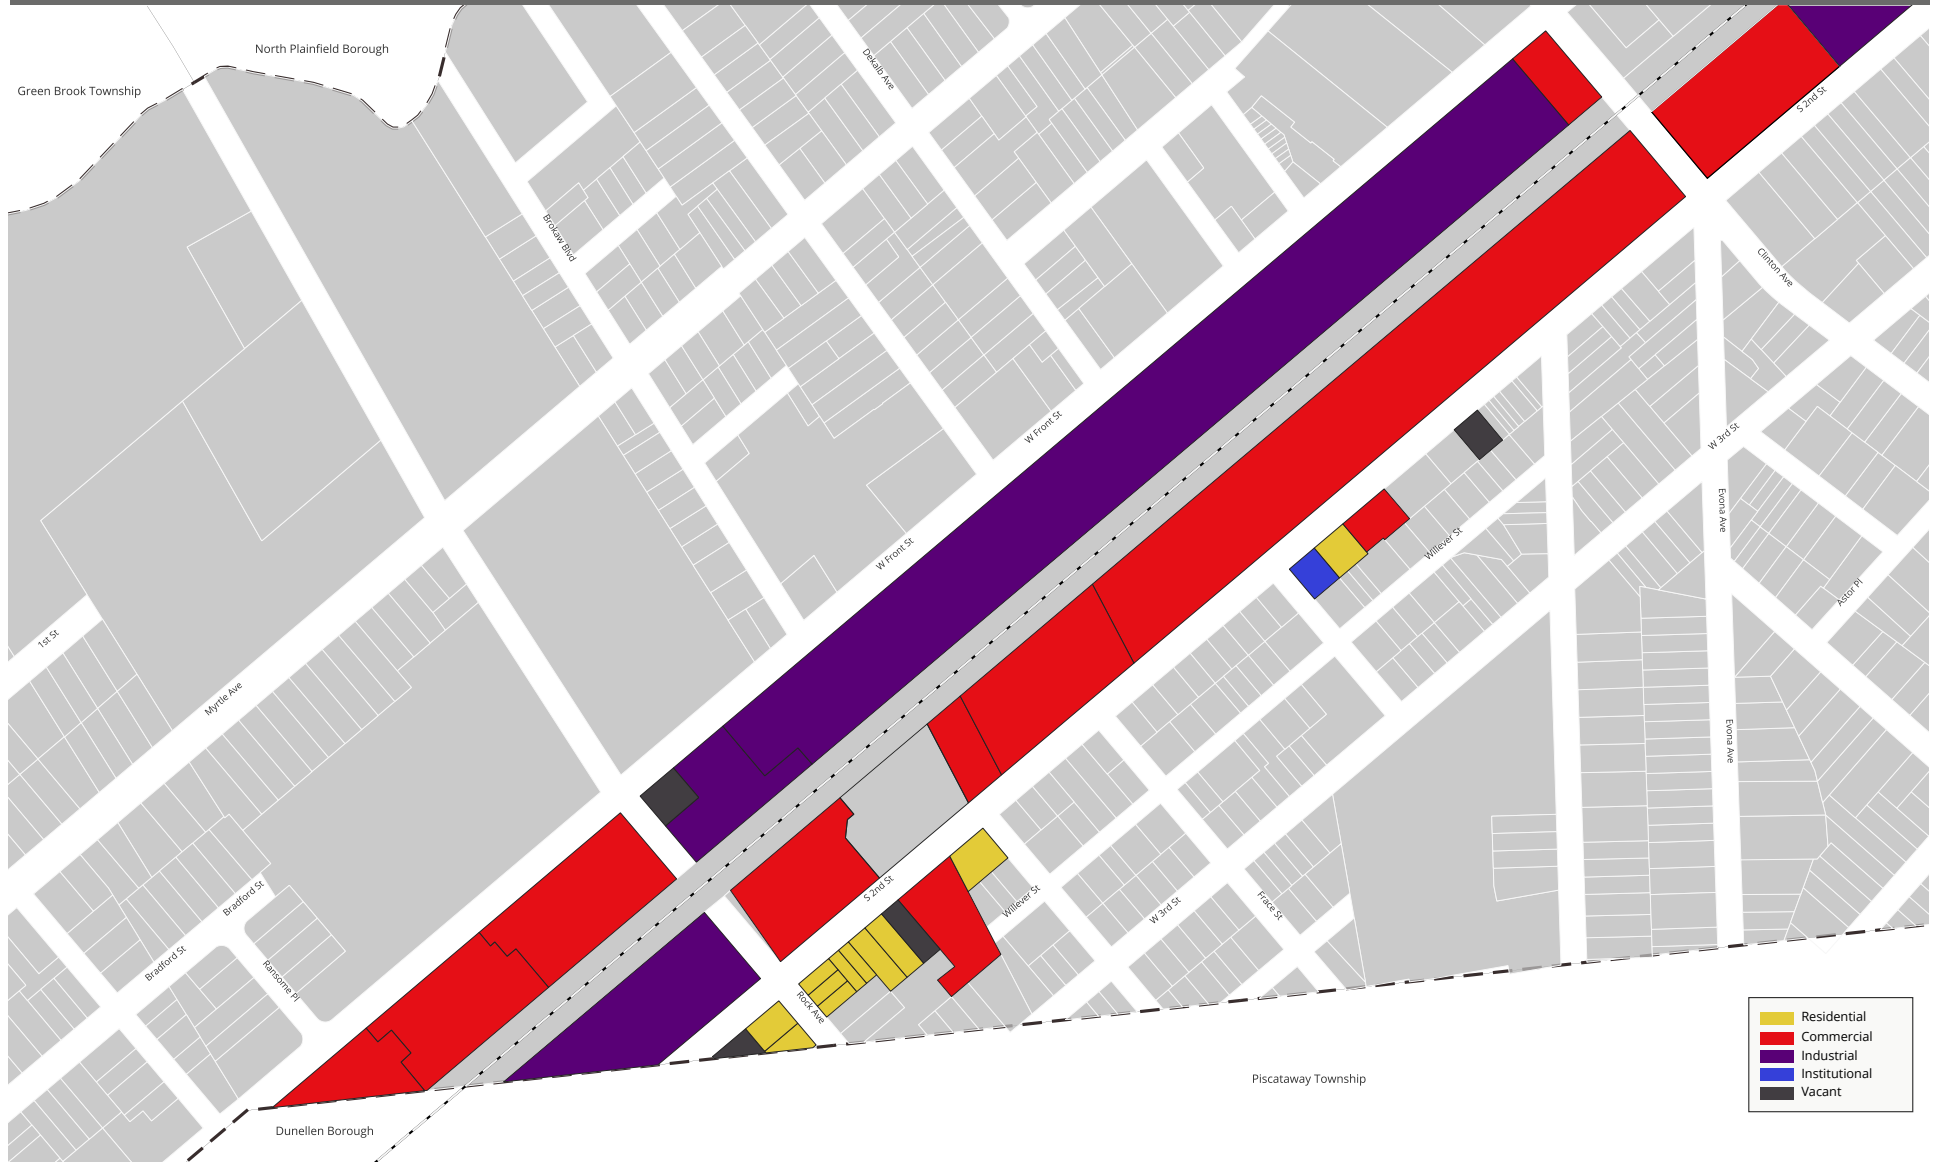 North Plainfield Borough
Green Brook Township
Dekalb Ave
S 2nd St
Brokaw Blvd
Clinton Ave
W Front St
W 3rd St
Evona Ave
W Front St
Willever St
Astor Pl
1st St
Myrtle Ave
Evona Ave
S 2nd St
Bradford St
Willever St
W 3rd St
Frace St
Bradford St
Ransome Pl
Rock Ave
Residential
Commercial
Industrial
Institutional
Vacant
Piscataway Township
Dunellen Borough